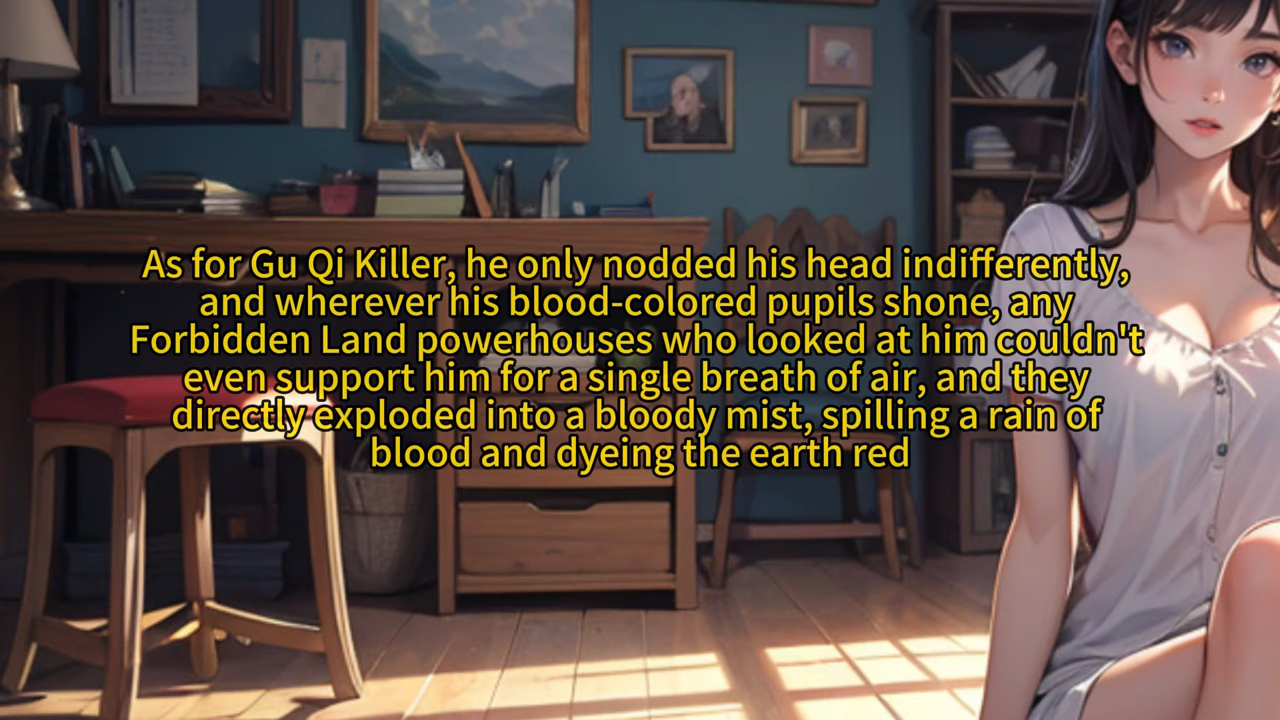 As for Gu Qi Killer, he only nodded his head indifferently,
and wherever his blood-colored pupils shone, any
Forbidden Land powerhouses who looked at him couldn't
even support him for a single breath of air, and they
directly exploded into a bloody mist, spilling a rain of
blood and dyeing the earth red